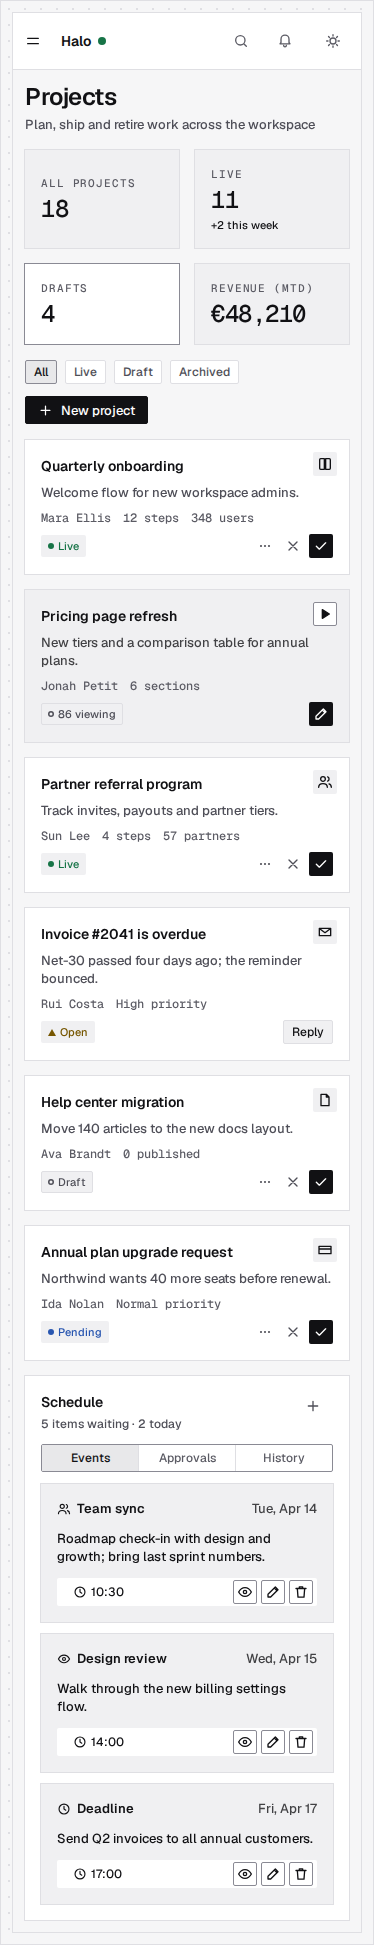 Halo
Projects
Plan, ship and retire work across the workspace
ALL PROJECTS
18
LIVE
11
+2 this week
DRAFTS
4
REVENUE (MTD)
€48,210
All Live Draft Archived
New project
Quarterly onboarding
Welcome flow for new workspace admins.
Mara Ellis 12 steps 348 users
Live
Pricing page refresh
New tiers and a comparison table for annual
plans.
Jonah Petit 6 sections
86 viewing
Partner referral program
Track invites, payouts and partner tiers.
Sun Lee 4 steps 57 partners
Live
Invoice #2041 is overdue
Net-30 passed four days ago; the reminder
bounced.
Rui Costa High priority
Open Reply
Help center migration
Move 140 articles to the new docs layout.
Ava Brandt 0 published
Draft
Annual plan upgrade request
Northwind wants 40 more seats before renewal.
Ida Nolan Normal priority
Pending
Schedule
5 items waiting · 2 today
Events Approvals History
Team sync Tue, Apr 14
Roadmap check-in with design and
growth; bring last sprint numbers.
10:30
Design review Wed, Apr 15
Walk through the new billing settings
flow.
14:00
Deadline Fri, Apr 17
Send Q2 invoices to all annual customers.
17:00